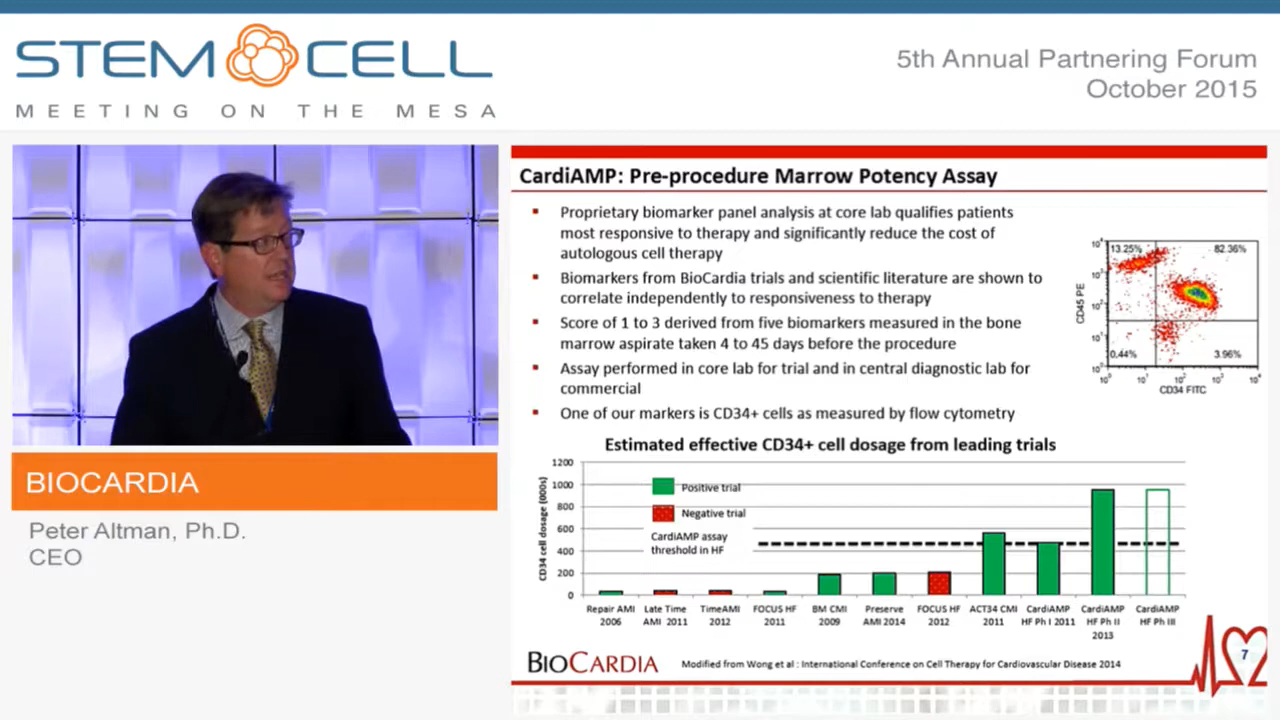 STEM CELL
MEETING ON THE MESA
5th Annual Partnering Forum
October 2015
BIOCARDIA
Peter Altman, Ph.D.
CEO
CardiAMP: Pre-procedure Marrow Potency Assay
Proprietary biomarker panel analysis at core lab qualifies patients
most responsive to therapy and significantly reduce the cost of
autologous cell therapy
Biomarkers from BioCardia trials and scientific literature are shown to
correlate independently to responsiveness to therapy
Score of 1 to 3 derived from five biomarkers measured in the bone
marrow aspirate taken 4 to 45 days before the procedure
Assay performed in core lab for trial and in central diagnostic lab for
commercial
One of our markers is CD34+ cells as measured by flow cytometry
13.25% 82.36%
0.44% 3.96%
CD45 PE
10⁴
10³
10²
10¹
10⁰
10⁰ 10¹ 10² 10³ 10⁴
CD34 FITC
Estimated effective CD34+ cell dosage from leading trials
CD34 cell dosage (000s)
1200
1000
800
600
400
200
0
Positive trial
Negative trial
CardiAMP assay
threshold in HF
Repair AMI
2006
Late Time
AMI 2011
TimeAMI
2012
FOCUS HF
2011
BM CMI
2009
Preserve
AMI 2014
FOCUS HF
2012
ACT34 CMI
2011
CardiAMP
HF Ph I 2011
CardiAMP
HF Ph II
2013
CardiAMP
HF Ph III
BIOCARDIA
Modified from Wong et al : International Conference on Cell Therapy for Cardiovascular Disease 2014
7